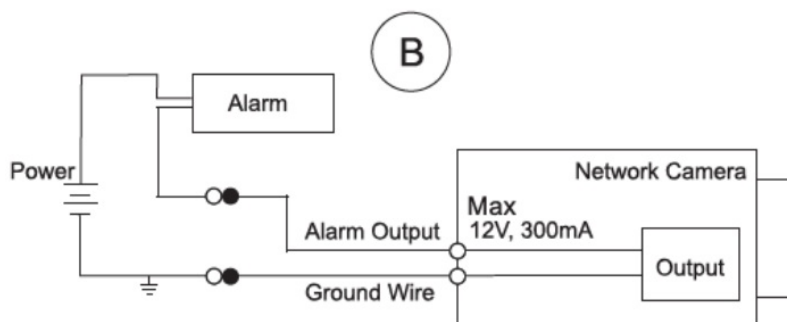 B
Alarm
Power
Network Camera
Max
12V, 300mA
Alarm Output
Output
Ground Wire